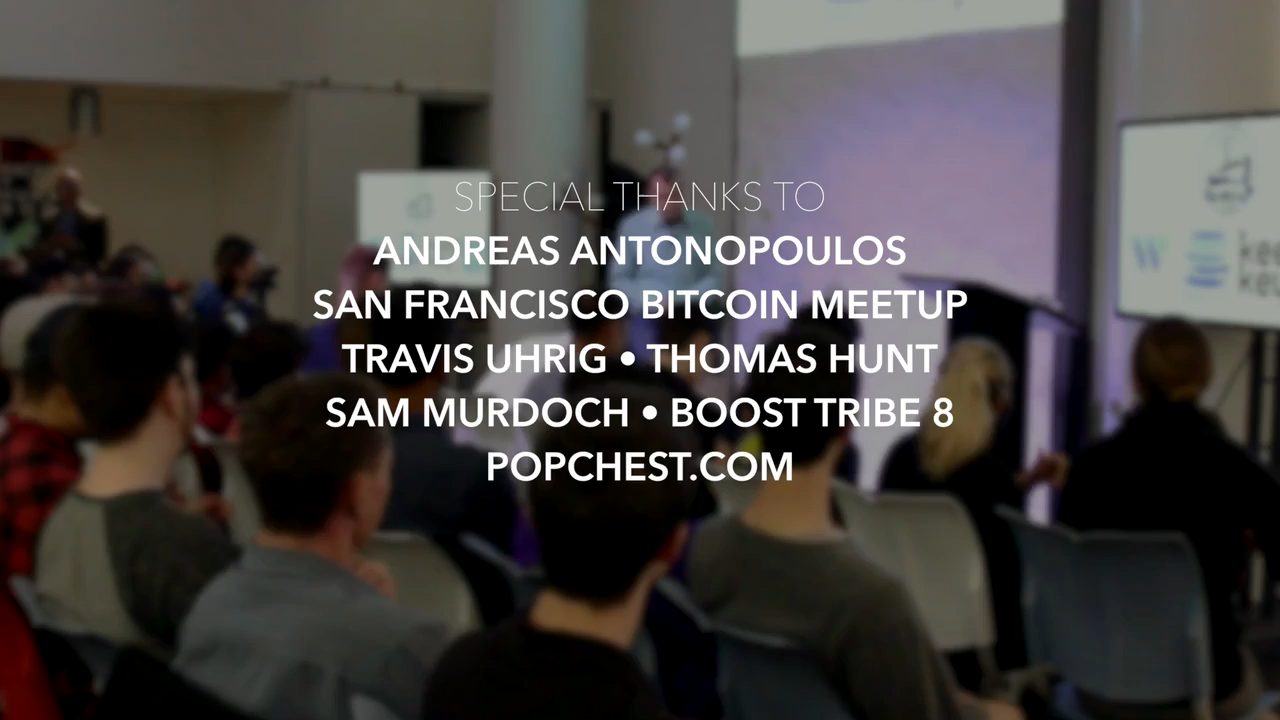 SPECIAL THANKS TO
ANDREAS ANTONOPOULOS
SAN FRANCISCO BITCOIN MEETUP
TRAVIS UHRIG • THOMAS HUNT
SAM MURDOCH • BOOST TRIBE 8
POPCHEST.COM